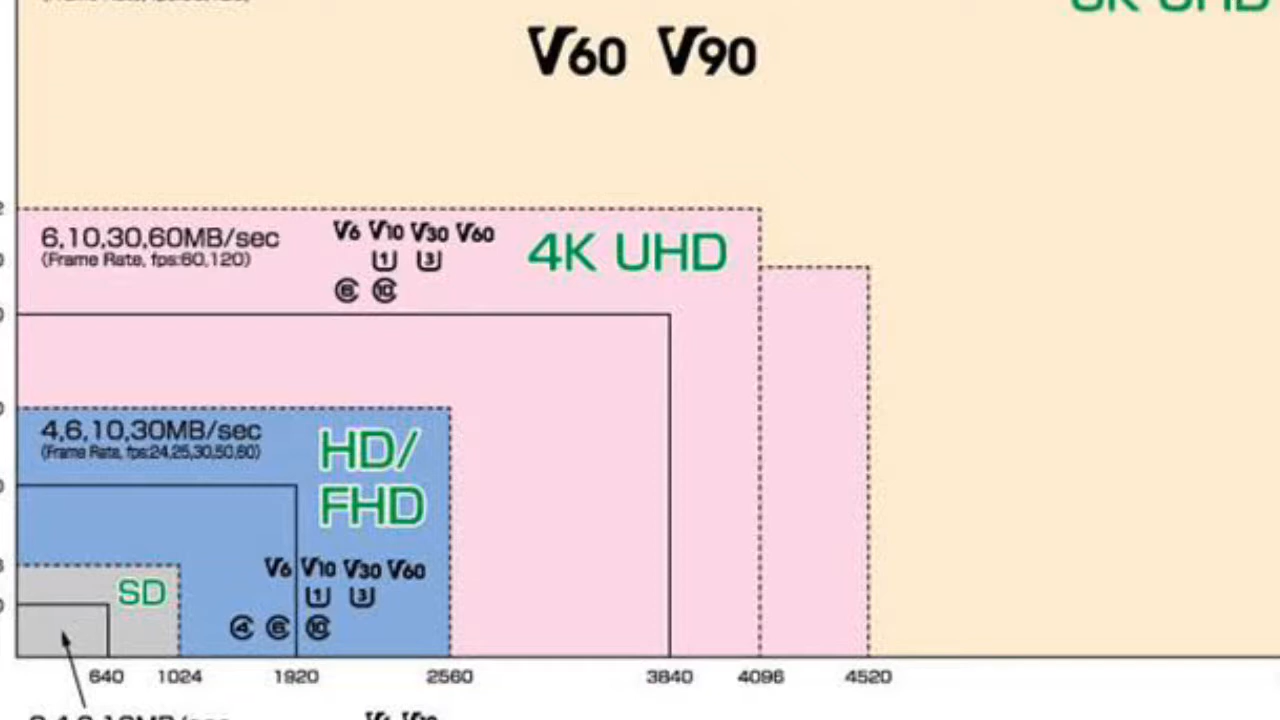 V60 V90
6,10,30,60MB/sec
(Frame Rate, fps:60,120)
V6 V10 V30 V60
1 3
6 10
4K UHD
4,6,10,30MB/sec
(Frame Rate, fps:24,25,30,50,60)
HD/
FHD
V6 V10 V30 V60
1 3
4 6 10
SD
640 1024 1920 2560 3840 4096 4520